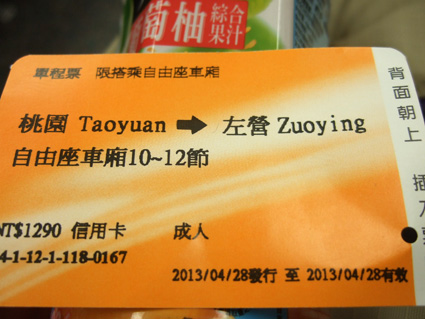 葡柚綜合果汁
單程票 限搭乘自由座車廂
桃園 Taoyuan → 左營 Zuoying
自由座車廂10~12節
NT$1290 信用卡 成人
4-1-12-1-118-0167
2013/04/28發行 至 2013/04/28有效
背面朝上